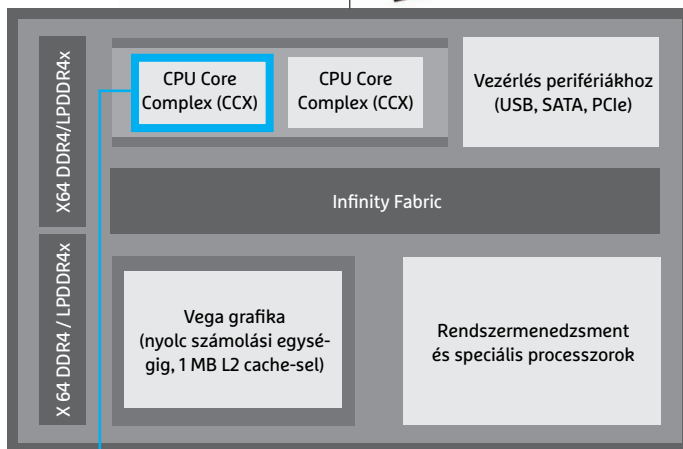 X64 DDR4/LPDDR4x
CPU Core
Complex (CCX)
CPU Core
Complex (CCX)
Vezérlés perifériákhoz
(USB, SATA, PCIe)
Infinity Fabric
X 64 DDR4 / LPDDR4x
Vega grafika
(nyolc számolási egysé-
gig, 1 MB L2 cache-sel)
Rendszermenedzsment
és speciális processzorok